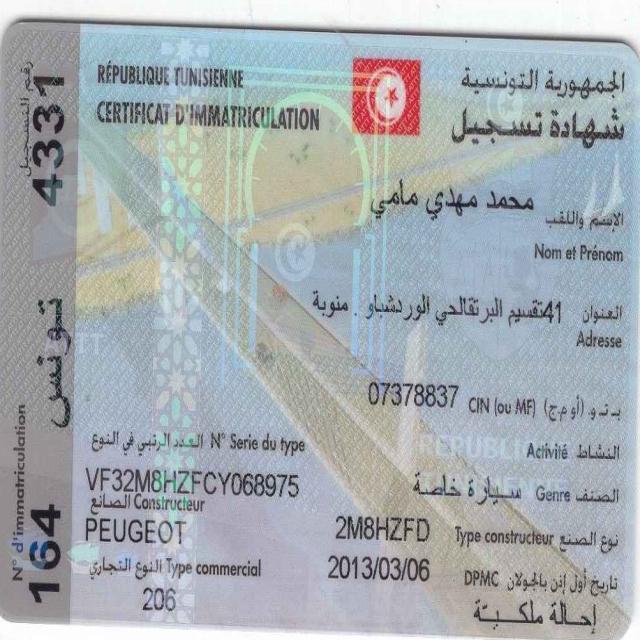 الجمهورية التونسية
RÉPUBLIQUE TUNISIENNE
شهادة تسجيل
CERTIFICAT D'IMMATRICULATION
رقم التسجيل
164 تونس 4331
N° d'immatriculation
الإسم واللقب محمد مهدي مامي
Nom et Prénom
العنوان 41تقسيم البرتقالحي الوردشباو . منوبة
Adresse
ب ت و (أو م ج) CIN (ou MF) 07378837
النشاط Activité
العدد الرتبي في النوع N° Serie du type
VF32M8HZFCY068975
الصنف Genre سيارة خاصة
الصانع Constructeur
PEUGEOT
نوع الصنع Type constructeur 2M8HZFD
النوع التجاري Type commercial
206
تاريخ أول إذن بالجولان DPMC 2013/03/06
إحالة ملكية
RÉPUBLIQUE